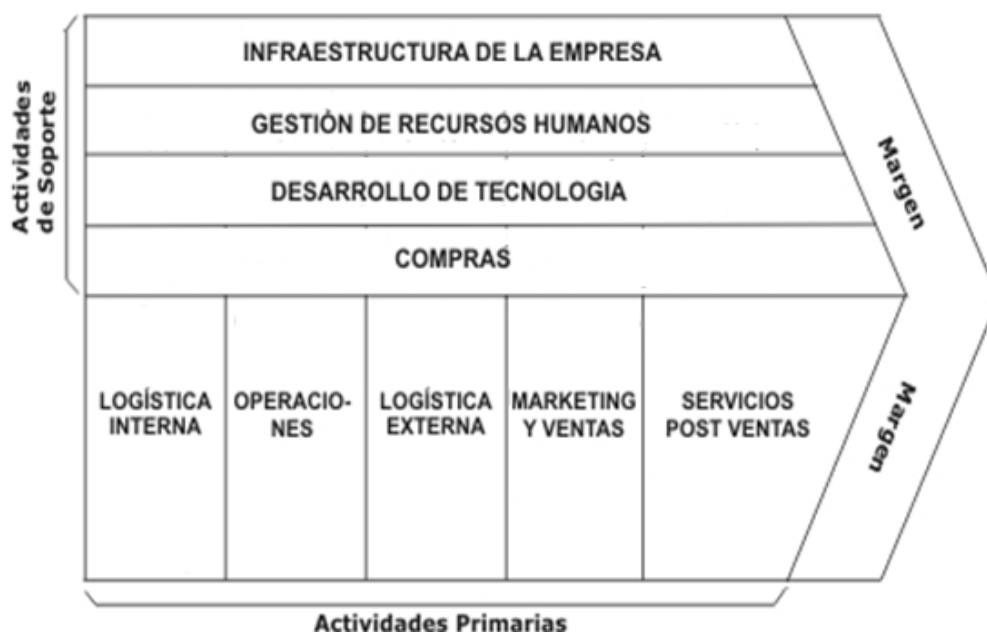 Actividades
de Soporte
INFRAESTRUCTURA DE LA EMPRESA
GESTIÒN DE RECURSOS HUMANOS
DESARROLLO DE TECNOLOGIA
COMPRAS
Margen
LOGÍSTICA
INTERNA
OPERACIO-
NES
LOGÍSTICA
EXTERNA
MARKETING
Y VENTAS
SERVICIOS
POST VENTAS
Margen
Actividades Primarias